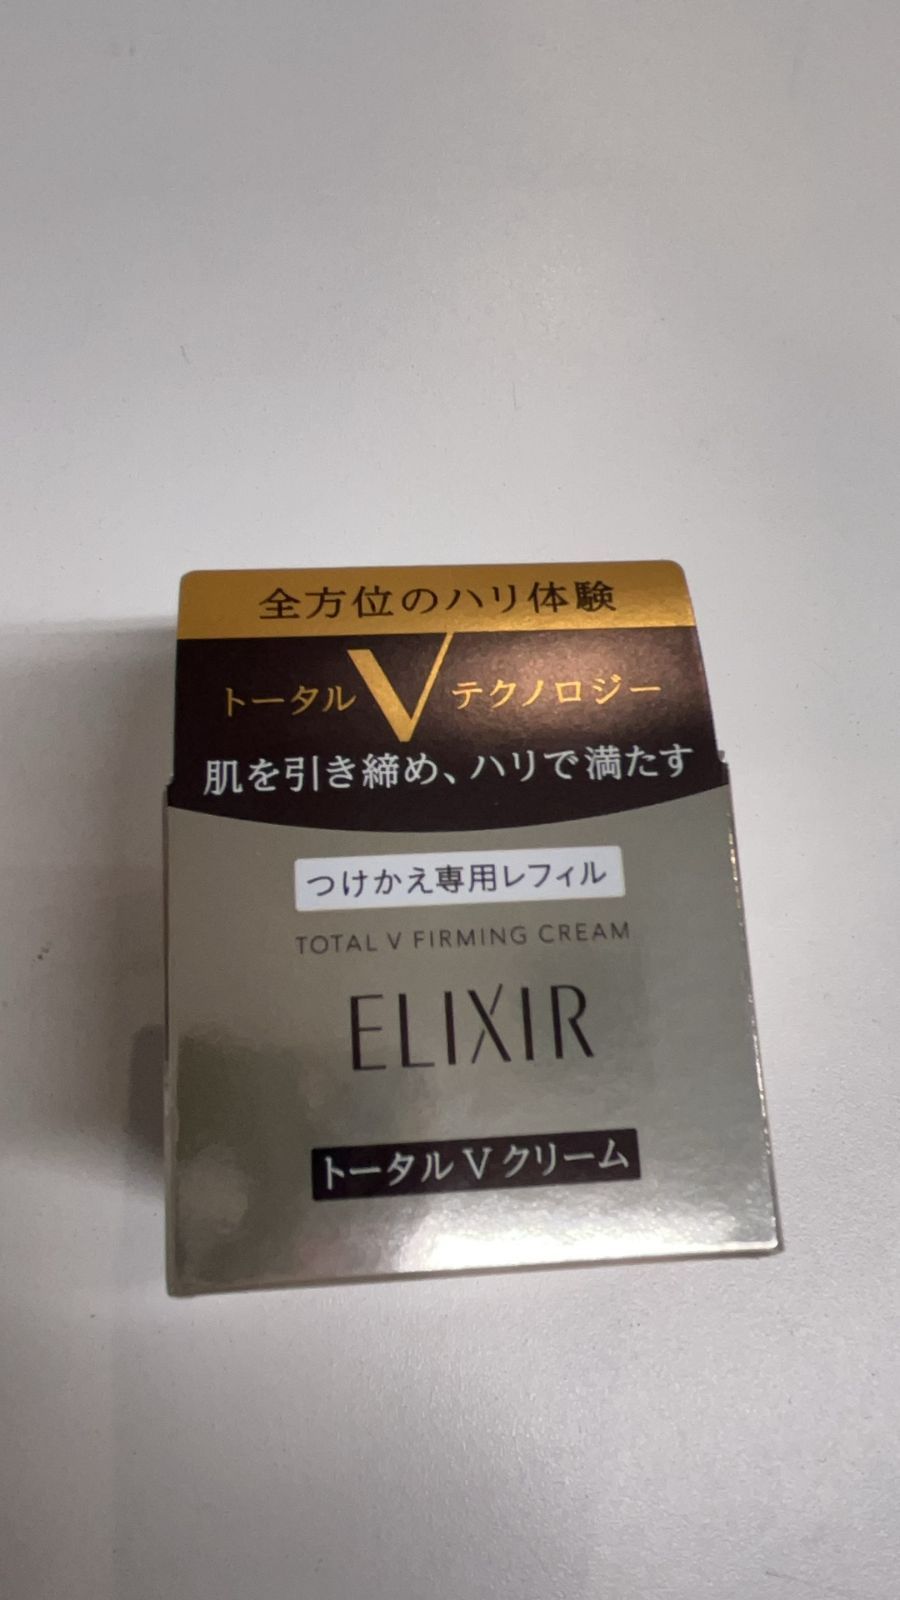 全方位のハリ体験
トータルVテクノロジー
肌を引き締め、ハリで満たす
つけかえ専用レフィル
TOTAL V FIRMING CREAM
ELIXIR
トータルVクリーム